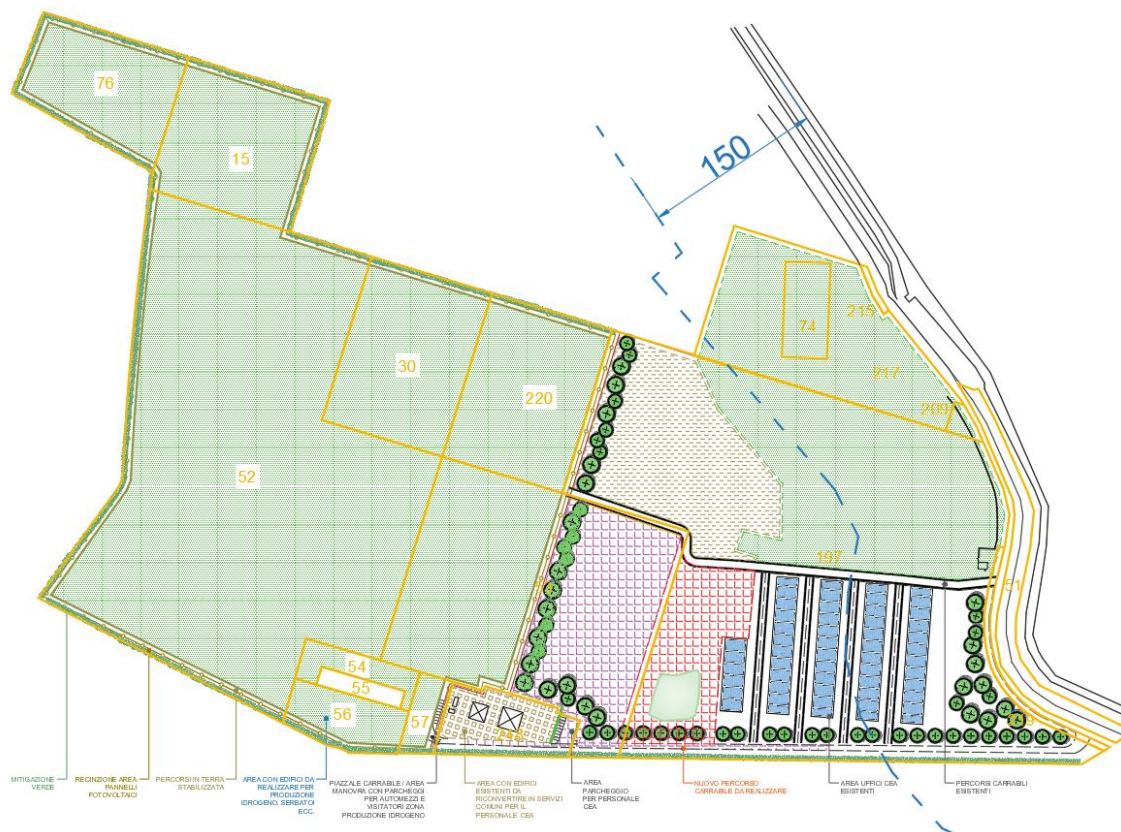 76
15
150
74
215
217
209
30
220
52
197
51
54
55
56
57
MITIGAZIONE
VERDE
RECINZIONE AREA
PANNELLI
FOTOVOLTAICI
PERCORSI IN TERRA
STABILIZZATA
AREA CON EDIFICI DA
REALIZZARE PER
PRODUZIONE
IDROGENO, SERBATOI
ECC.
PIAZZALE CARRABILE / AREA
MANOVRA CON PARCHEGGI
PER AUTOMEZZI E
VISITATORI ZONA
PRODUZIONE IDROGENO
AREA CON EDIFICI
ESISTENTI DA
RICONVERTIRE IN SERVIZI
COMUNI PER IL
PERSONALE CEA
AREA
PARCHEGGIO
PER PERSONALE
CEA
NUOVO PERCORSO
CARRABILE DA REALIZZARE
AREA UFFICI CEA
ESISTENTI
PERCORSI CARRABILI
ESISTENTI